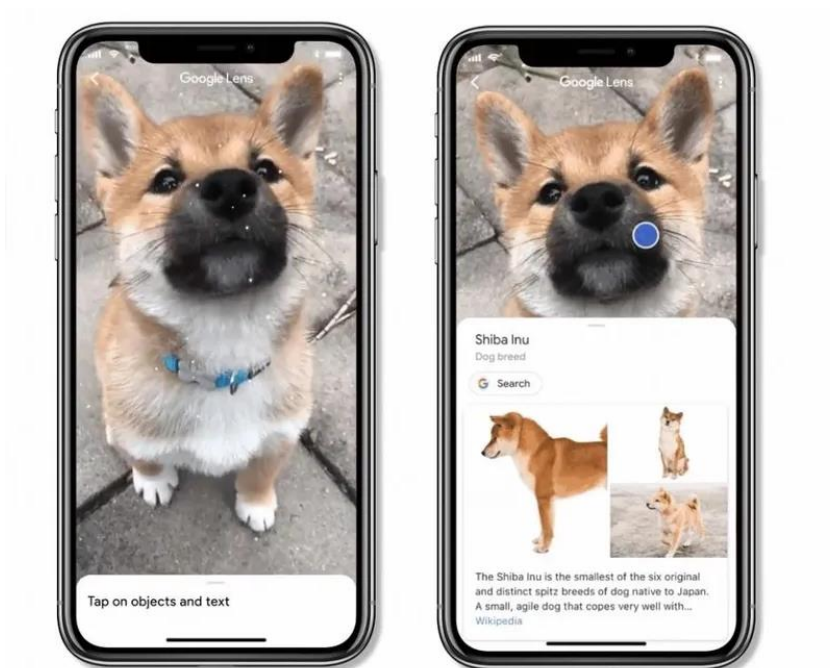 Google Lens
Tap on objects and text
Google Lens
Shiba Inu
Dog breed
G Search
The Shiba Inu is the smallest of the six original
and distinct spitz breeds of dog native to Japan.
A small, agile dog that copes very well with...
Wikipedia